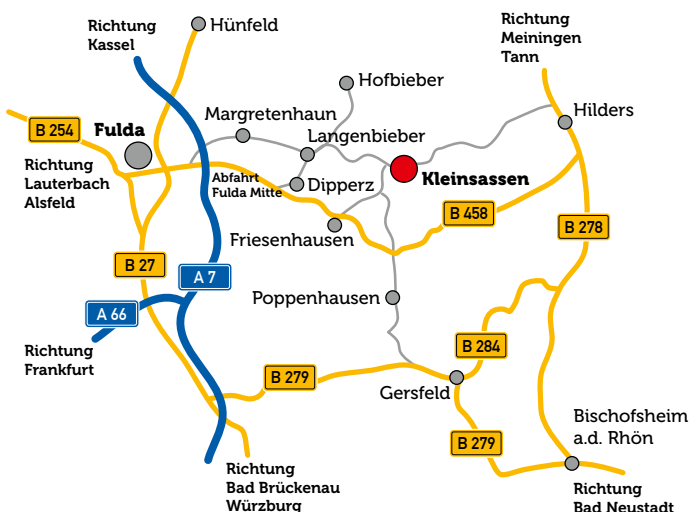 Richtung
Kassel
Hünfeld
Richtung
Meiningen
Tann
Hofbieber
Margretenhaun
Hilders
B 254
Fulda
Langenbieber
Richtung
Lauterbach
Alsfeld
Abfahrt
Fulda Mitte
Dipperz
Kleinsassen
B 458
B 278
Friesenhausen
B 27
A 7
A 66
Poppenhausen
Richtung
Frankfurt
B 284
B 279
Gersfeld
Bischofsheim
a.d. Rhön
B 279
Richtung
Bad Brückenau
Würzburg
Richtung
Bad Neustadt